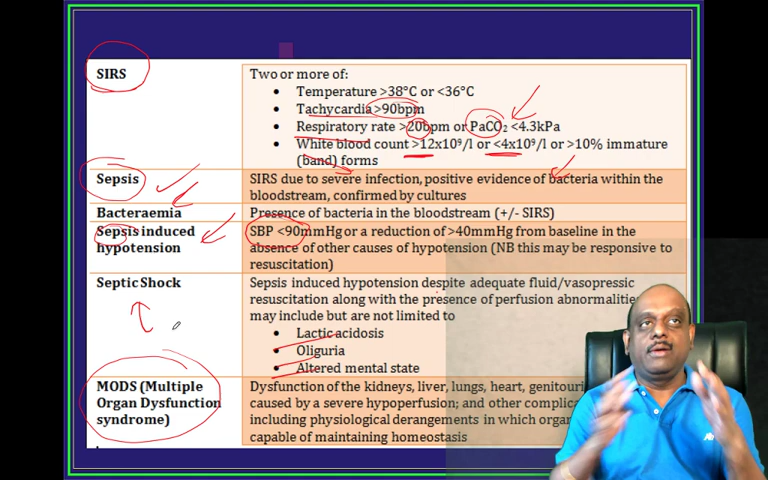 SIRS
Two or more of:
• Temperature >38°C or <36°C
• Tachycardia >90bpm
• Respiratory rate >20bpm or PaCO₂ <4.3kPa
• White blood count >12x10⁹/l or <4x10⁹/l or >10% immature
(band) forms
Sepsis
SIRS due to severe infection, positive evidence of bacteria within the
bloodstream, confirmed by cultures
Bacteraemia
Presence of bacteria in the bloodstream (+/- SIRS)
Sepsis induced
hypotension
SBP <90mmHg or a reduction of >40mmHg from baseline in the
absence of other causes of hypotension (NB this may be responsive to
resuscitation)
Septic Shock
Sepsis induced hypotension despite adequate fluid/vasopressic
resuscitation along with the presence of perfusion abnormalities
may include but are not limited to
• Lactic acidosis
• Oliguria
• Altered mental state
MODS (Multiple
Organ Dysfunction
syndrome)
Dysfunction of the kidneys, liver, lungs, heart,
caused by a severe hypoperfusion; and other
including physiological derangements in which
capable of maintaining homeostasis